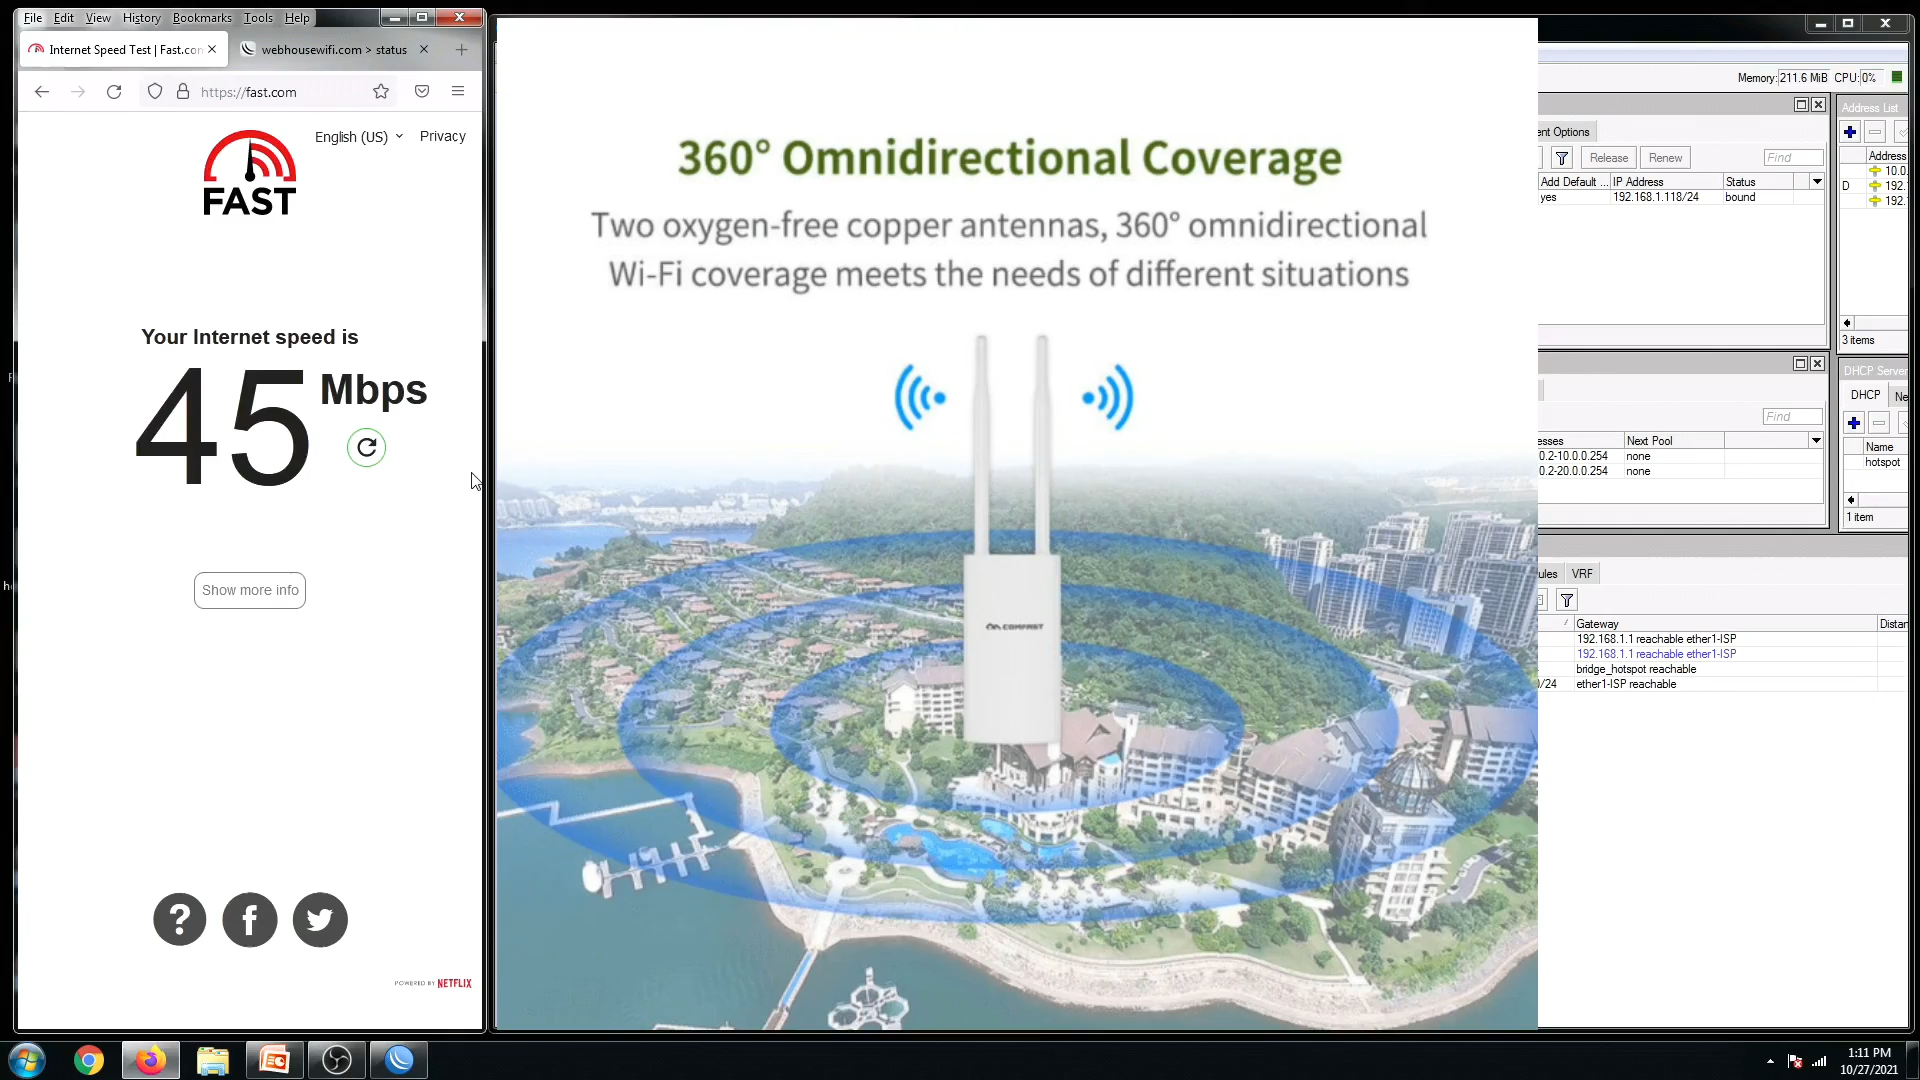 File Edit View History Bookmarks Tools Help
Internet Speed Test | Fast.con
webhousewifi.com > status
https://fast.com
FAST
English (US)
Privacy
Your Internet speed is
45 Mbps
Show more info
POWERED BY NETFLIX
360° Omnidirectional Coverage
Two oxygen-free copper antennas, 360° omnidirectional
Wi-Fi coverage meets the needs of different situations
COMFAST
Memory: 211.6 MiB CPU: 0%
ent Options
Release Renew Find
Add Default ... IP Address Status
yes 192.168.1.118/24 bound
Address List
Address
10.0.
D 192.
192.
3 items
Find
esses Next Pool
0.2-10.0.0.254 none
0.2-20.0.0.254 none
DHCP Server
DHCP Ne
Name
hotspot
1 item
ules VRF
Gateway Distan
192.168.1.1 reachable ether1-ISP
192.168.1.1 reachable ether1-ISP
bridge_hotspot reachable
/24 ether1-ISP reachable
1:11 PM
10/27/2021